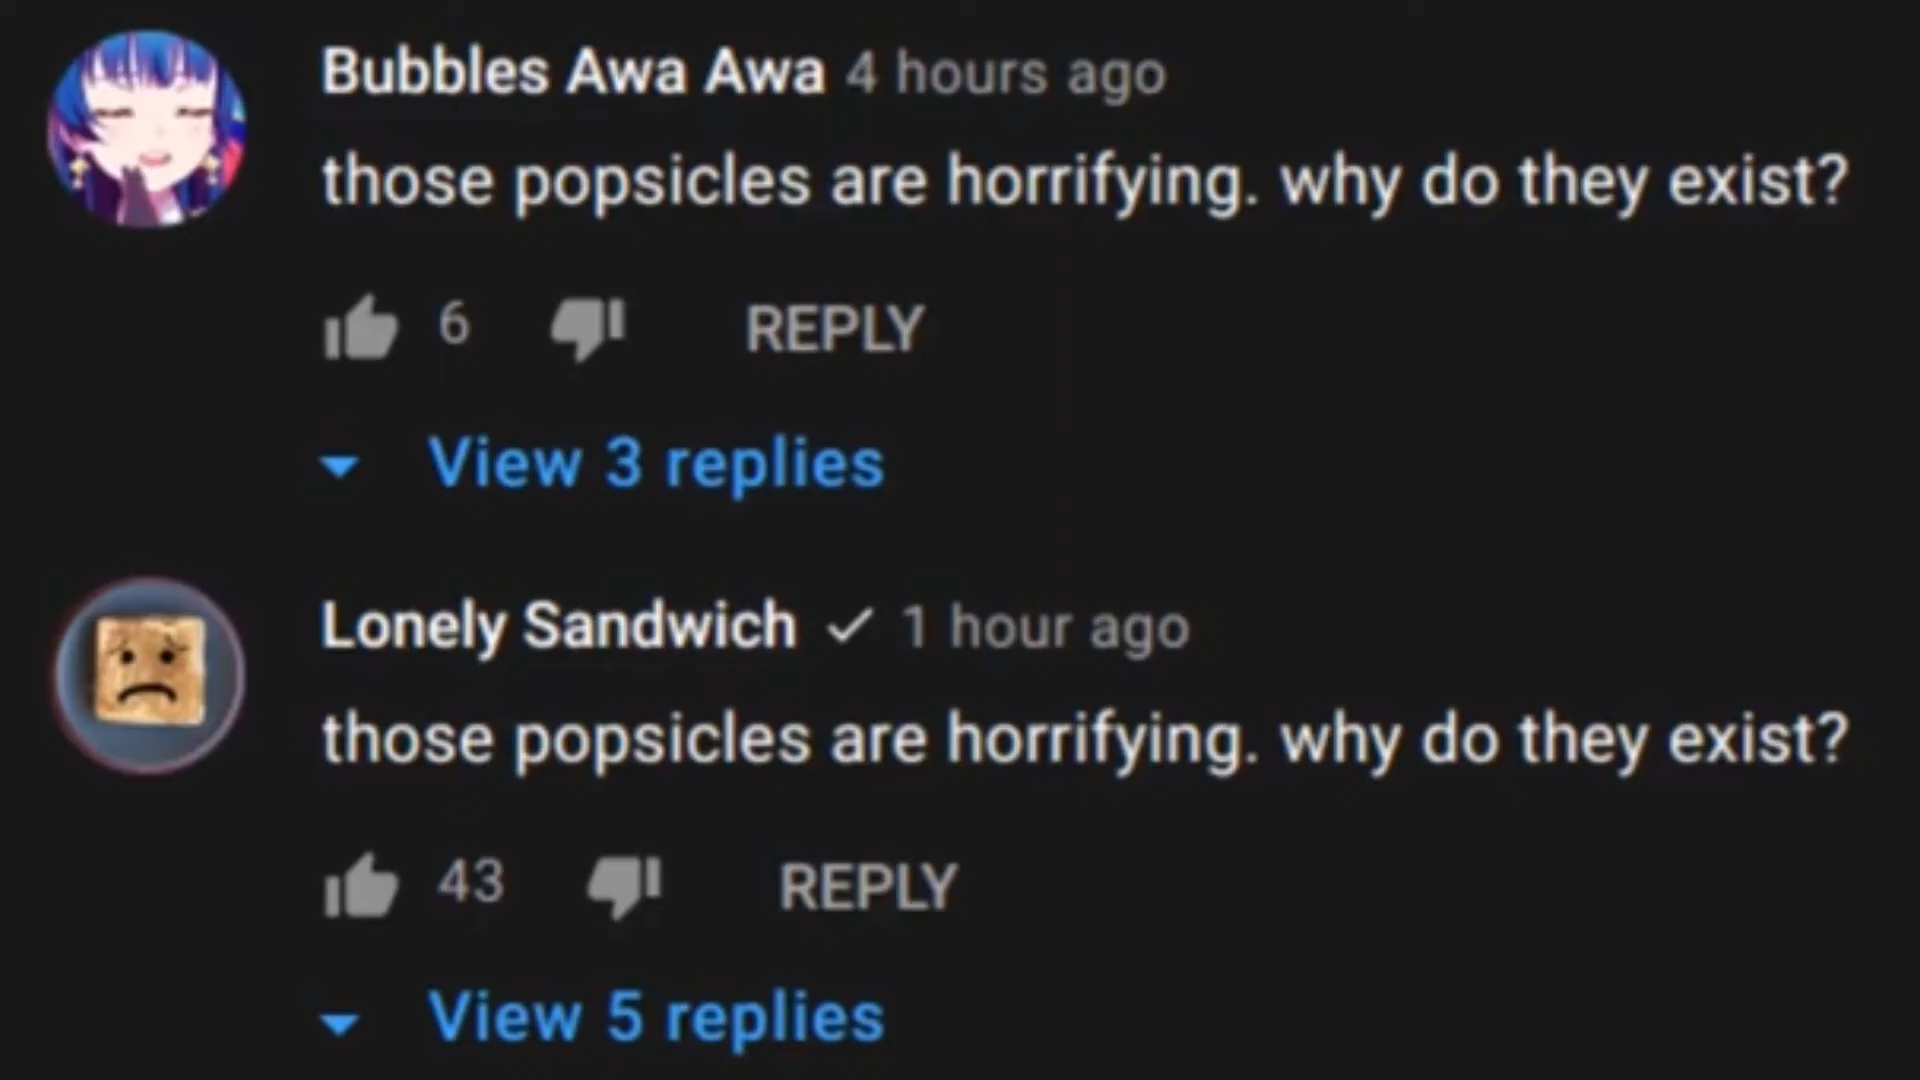 Bubbles Awa Awa 4 hours ago
those popsicles are horrifying. why do they exist?
6 REPLY
View 3 replies
Lonely Sandwich ✓ 1 hour ago
those popsicles are horrifying. why do they exist?
43 REPLY
View 5 replies